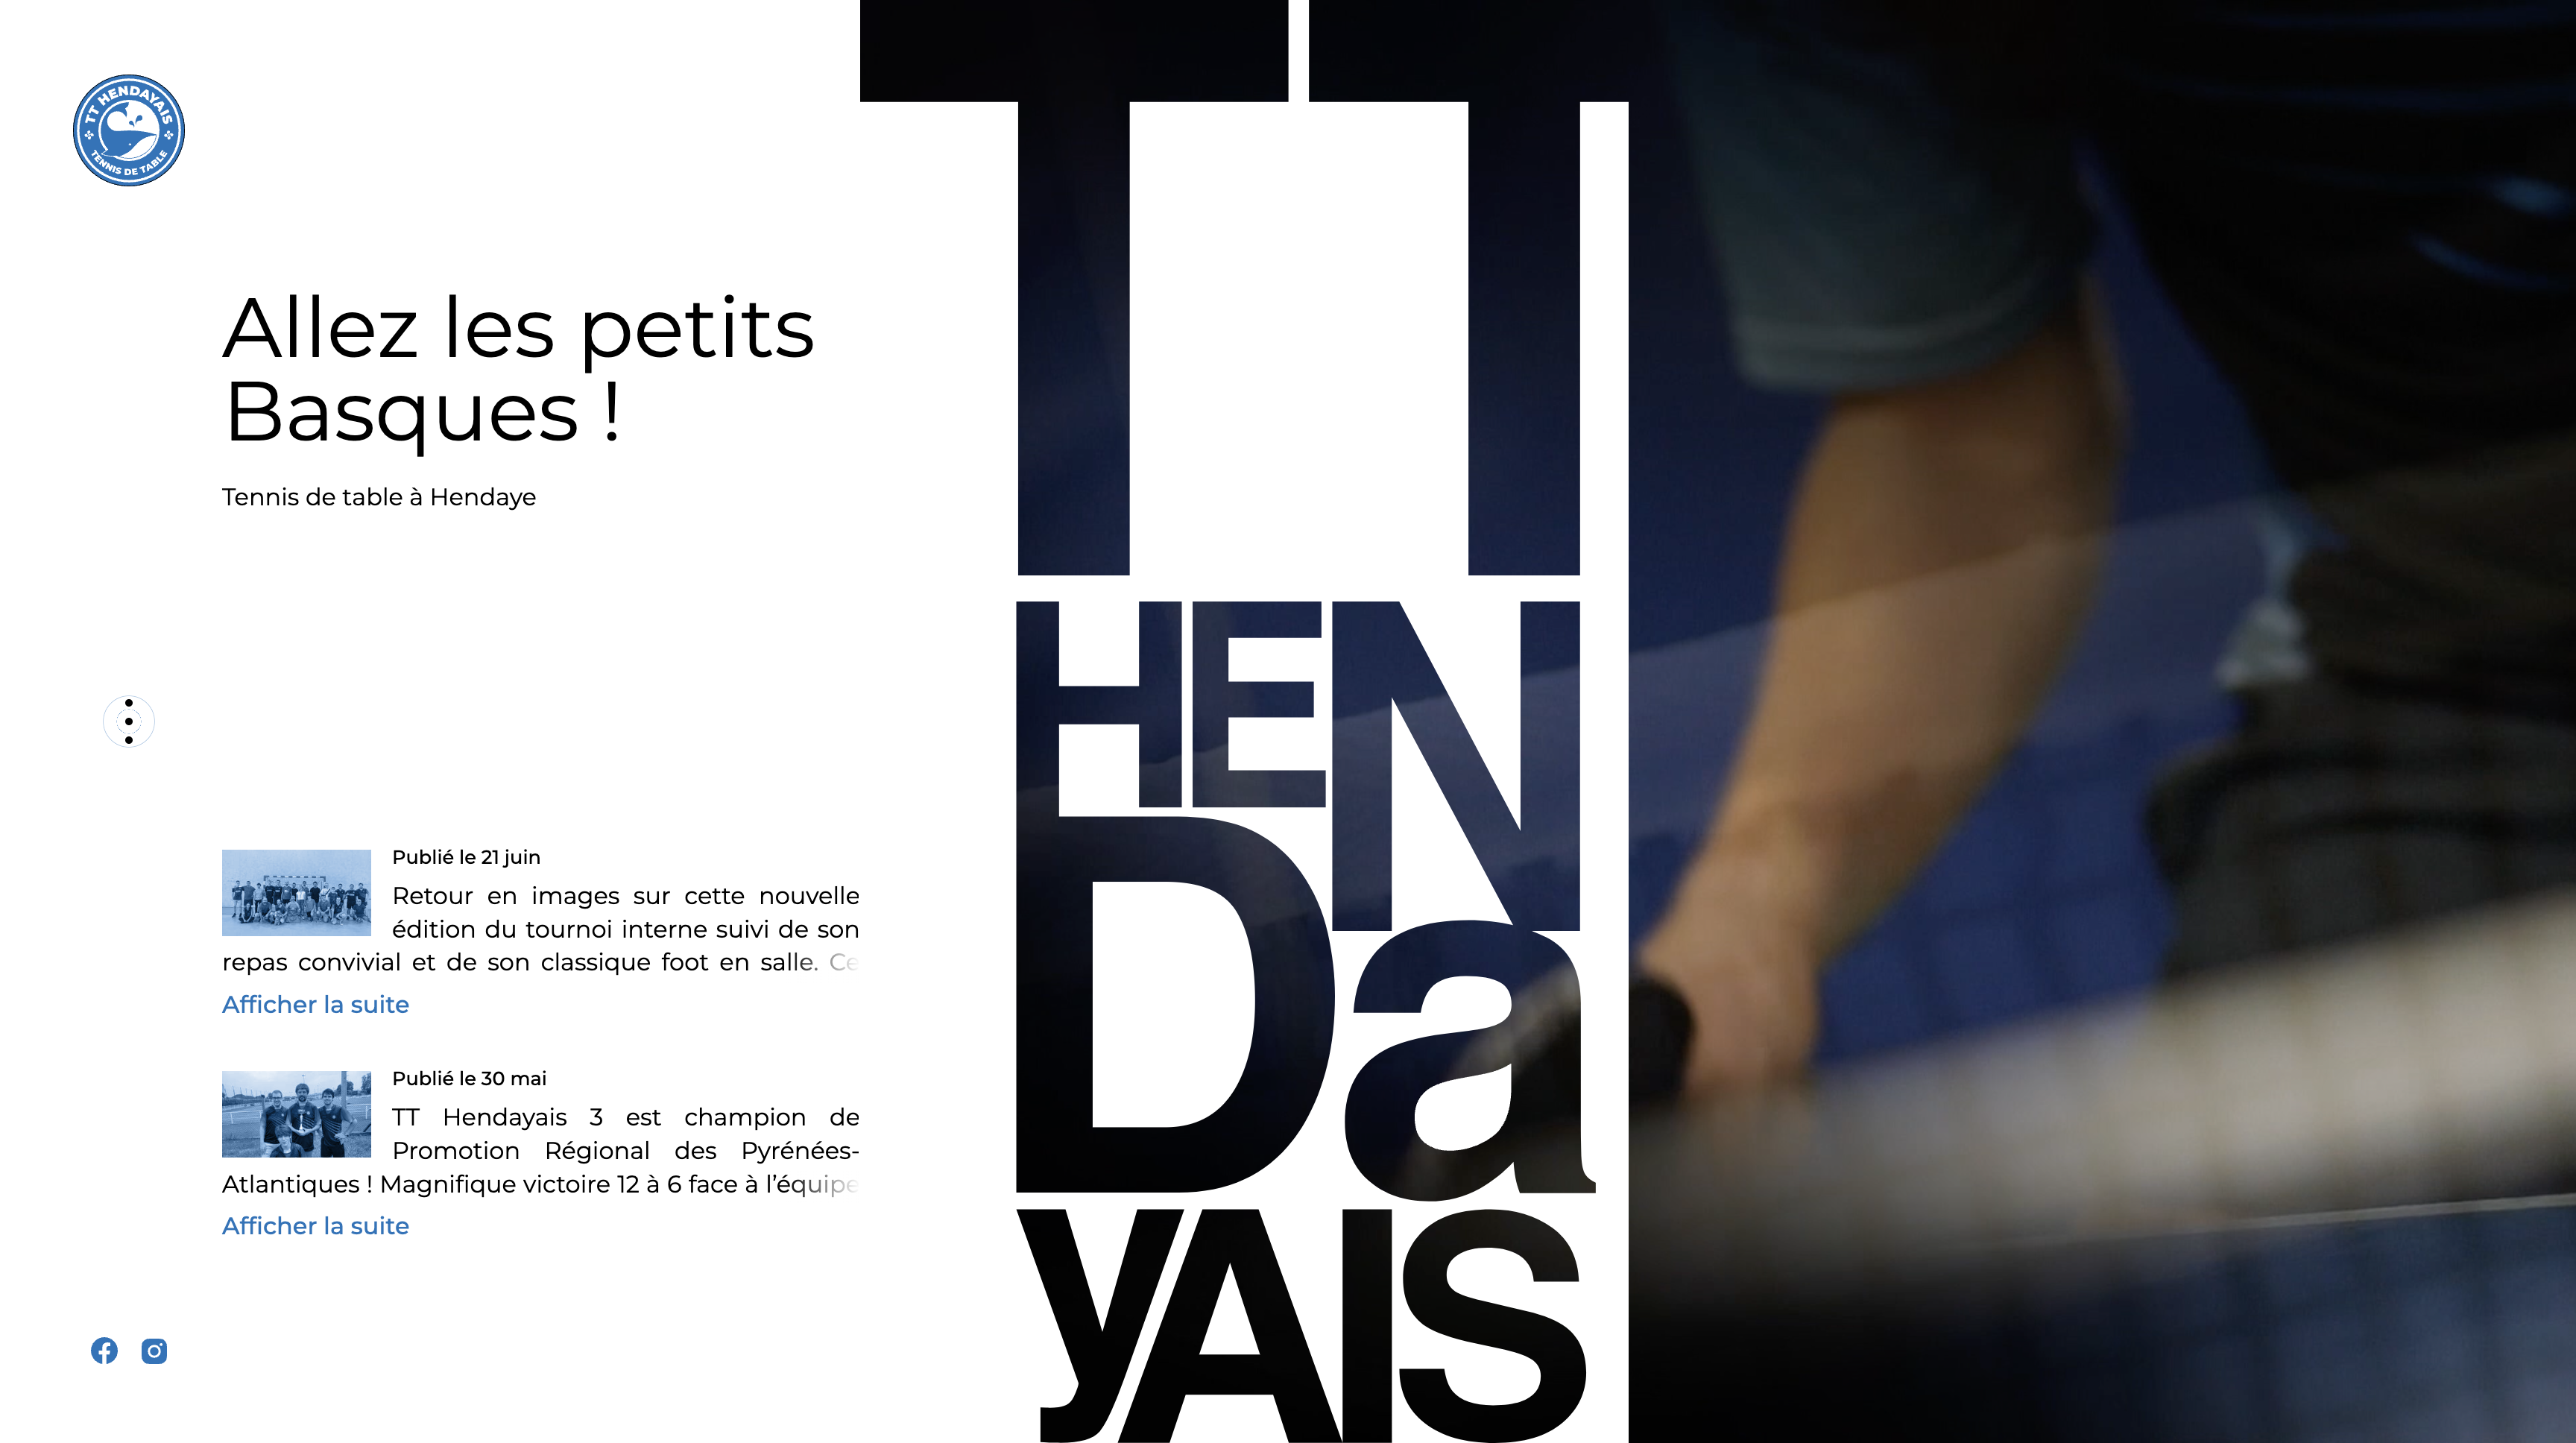 TT HENDAYAIS
TENNIS DE TABLE
Allez les petits
Basques !
Tennis de table à Hendaye
Publié le 21 juin
Retour en images sur cette nouvelle
édition du tournoi interne suivi de son
repas convivial et de son classique foot en salle. Ce
Afficher la suite
Publié le 30 mai
TT Hendayais 3 est champion de
Promotion Régional des Pyrénées-
Atlantiques ! Magnifique victoire 12 à 6 face à l’équipe
Afficher la suite
TT
HEN
Da
yAIS